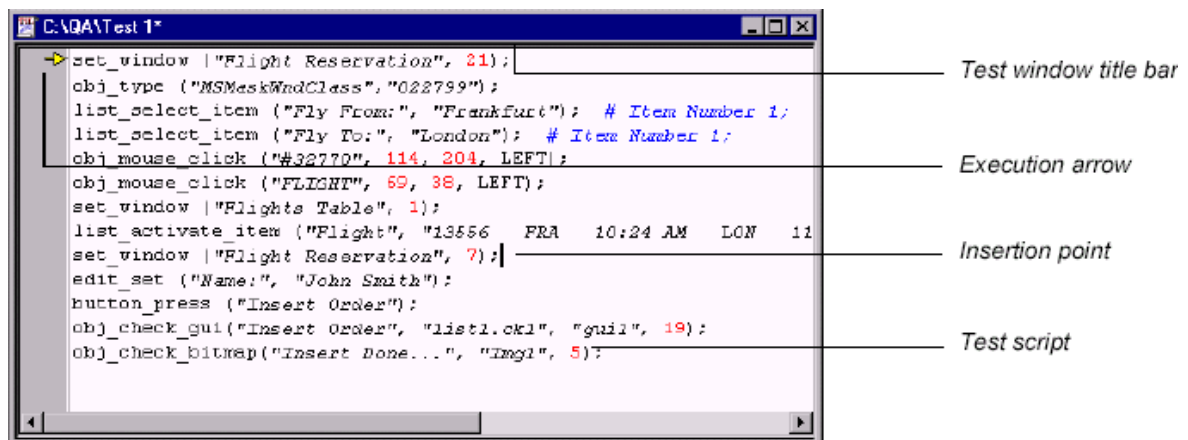 C:\QA\Test 1*
set_window ("Flight Reservation", 21);
obj_type ("MSMaskWndClass","022799");
list_select_item ("Fly From:", "Frankfurt"); # Item Number 1;
list_select_item ("Fly To:", "London"); # Item Number 1;
obj_mouse_click ("#32770", 114, 204, LEFT);
obj_mouse_click ("FLIGHT", 69, 38, LEFT);
set_window ("Flights Table", 1);
list_activate_item ("Flight", "13556 FRA 10:24 AM LON 11
set_window ("Flight Reservation", 7);
edit_set ("Name:", "John Smith");
button_press ("Insert Order");
obj_check_gui("Insert Order", "list1.ckl", "gui1", 19);
obj_check_bitmap("Insert Done...", "Img1", 5);
Test window title bar
Execution arrow
Insertion point
Test script